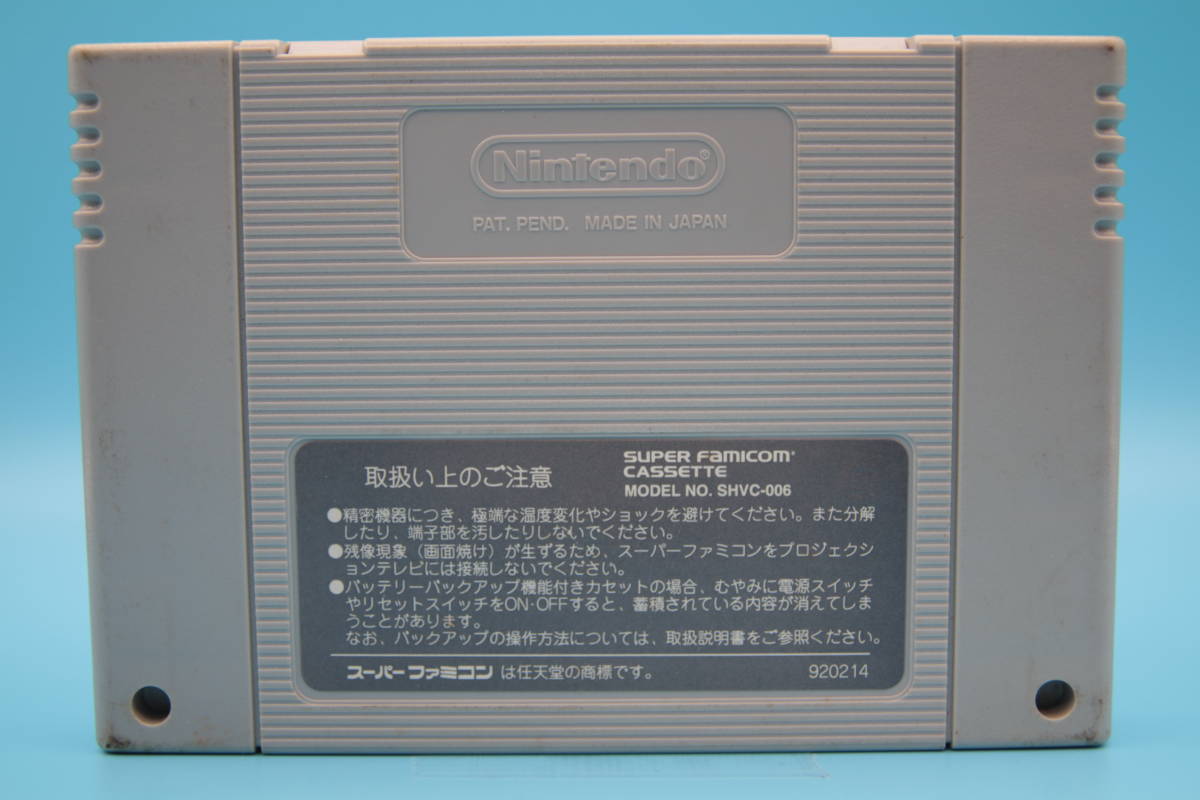 Nintendo®
PAT. PEND. MADE IN JAPAN
取扱い上のご注意
SUPER FAMICOM®
CASSETTE
MODEL NO. SHVC-006
●精密機器につき、極端な温度変化やショックを避けてください。また分解
したり、端子部を汚したりしないでください。
●残像現象（画面焼け）が生ずるため、スーパーファミコンをプロジェクシ
ョンテレビには接続しないでください。
●バッテリーバックアップ機能付きカセットの場合、むやみに電源スイッチ
やリセットスイッチをON・OFFすると、蓄積されている内容が消えてしま
うことがあります。
なお、バックアップの操作方法については、取扱説明書をご参照ください。
スーパーファミコン は任天堂の商標です。
920214